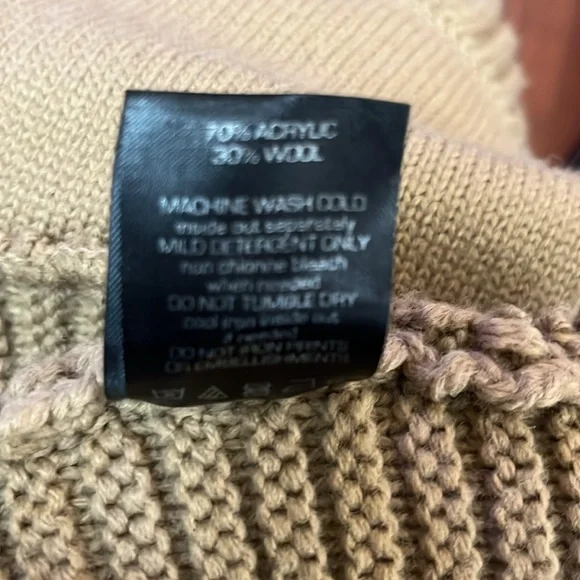 70% ACRYLIC
30% WOOL
MACHINE WASH COLD
inside out separately
MILD DETERGENT ONLY
non chlorine bleach
when needed
DO NOT TUMBLE DRY
cool iron inside out
if needed
DO NOT IRON PRINTS
OR EMBELLISHMENTS